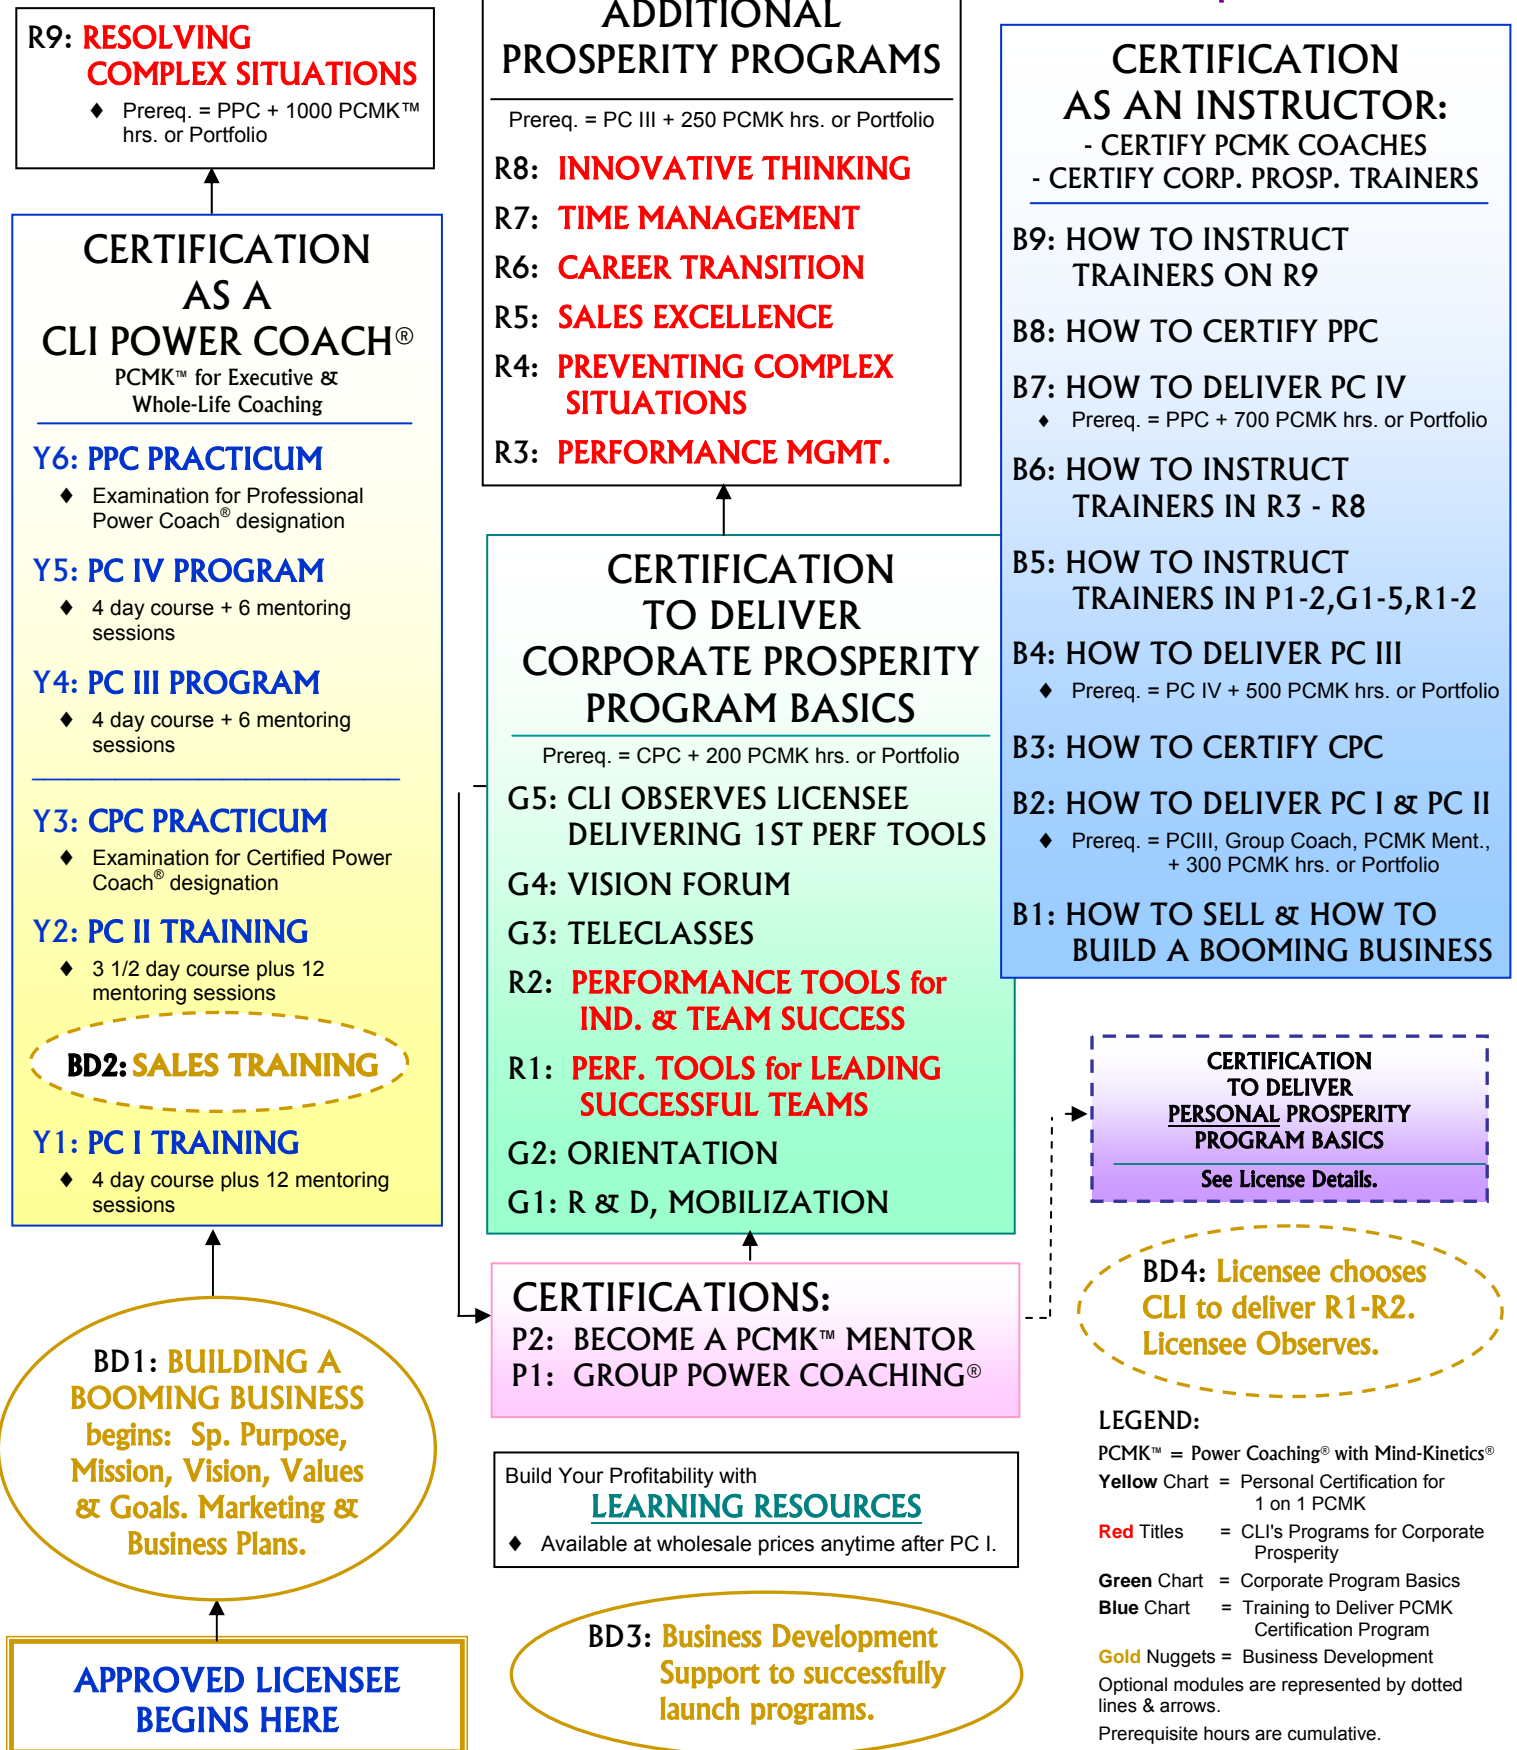 R9: RESOLVING
COMPLEX SITUATIONS
♦ Prereq. = PPC + 1000 PCMK™
hrs. or Portfolio
CERTIFICATION
AS A
CLI POWER COACH®
PCMK™ for Executive &
Whole-Life Coaching
Y6: PPC PRACTICUM
♦ Examination for Professional
Power Coach® designation
Y5: PC IV PROGRAM
♦ 4 day course + 6 mentoring
sessions
Y4: PC III PROGRAM
♦ 4 day course + 6 mentoring
sessions
Y3: CPC PRACTICUM
♦ Examination for Certified Power
Coach® designation
Y2: PC II TRAINING
♦ 3 1/2 day course plus 12
mentoring sessions
BD2: SALES TRAINING
Y1: PC I TRAINING
♦ 4 day course plus 12 mentoring
sessions
BD1: BUILDING A
BOOMING BUSINESS
begins: Sp. Purpose,
Mission, Vision, Values
& Goals. Marketing &
Business Plans.
APPROVED LICENSEE
BEGINS HERE
ADDITIONAL
PROSPERITY PROGRAMS
Prereq. = PC III + 250 PCMK hrs. or Portfolio
R8: INNOVATIVE THINKING
R7: TIME MANAGEMENT
R6: CAREER TRANSITION
R5: SALES EXCELLENCE
R4: PREVENTING COMPLEX
SITUATIONS
R3: PERFORMANCE MGMT.
CERTIFICATION
TO DELIVER
CORPORATE PROSPERITY
PROGRAM BASICS
Prereq. = CPC + 200 PCMK hrs. or Portfolio
G5: CLI OBSERVES LICENSEE
DELIVERING 1ST PERF TOOLS
G4: VISION FORUM
G3: TELECLASSES
R2: PERFORMANCE TOOLS for
IND. & TEAM SUCCESS
R1: PERF. TOOLS for LEADING
SUCCESSFUL TEAMS
G2: ORIENTATION
G1: R & D, MOBILIZATION
CERTIFICATIONS:
P2: BECOME A PCMK™ MENTOR
P1: GROUP POWER COACHING®
Build Your Profitability with
LEARNING RESOURCES
♦ Available at wholesale prices anytime after PC I.
BD3: Business Development
Support to successfully
launch programs.
CERTIFICATION
AS AN INSTRUCTOR:
- CERTIFY PCMK COACHES
- CERTIFY CORP. PROSP. TRAINERS
B9: HOW TO INSTRUCT
TRAINERS ON R9
B8: HOW TO CERTIFY PPC
B7: HOW TO DELIVER PC IV
♦ Prereq. = PPC + 700 PCMK hrs. or Portfolio
B6: HOW TO INSTRUCT
TRAINERS IN R3 - R8
B5: HOW TO INSTRUCT
TRAINERS IN P1-2,G1-5,R1-2
B4: HOW TO DELIVER PC III
♦ Prereq. = PC IV + 500 PCMK hrs. or Portfolio
B3: HOW TO CERTIFY CPC
B2: HOW TO DELIVER PC I & PC II
♦ Prereq. = PCIII, Group Coach, PCMK Ment.,
+ 300 PCMK hrs. or Portfolio
B1: HOW TO SELL & HOW TO
BUILD A BOOMING BUSINESS
CERTIFICATION
TO DELIVER
PERSONAL PROSPERITY
PROGRAM BASICS
See License Details.
BD4: Licensee chooses
CLI to deliver R1-R2.
Licensee Observes.
LEGEND:
PCMK™ = Power Coaching® with Mind-Kinetics®
Yellow Chart = Personal Certification for
1 on 1 PCMK
Red Titles = CLI's Programs for Corporate
Prosperity
Green Chart = Corporate Program Basics
Blue Chart = Training to Deliver PCMK
Certification Program
Gold Nuggets = Business Development
Optional modules are represented by dotted
lines & arrows.
Prerequisite hours are cumulative.